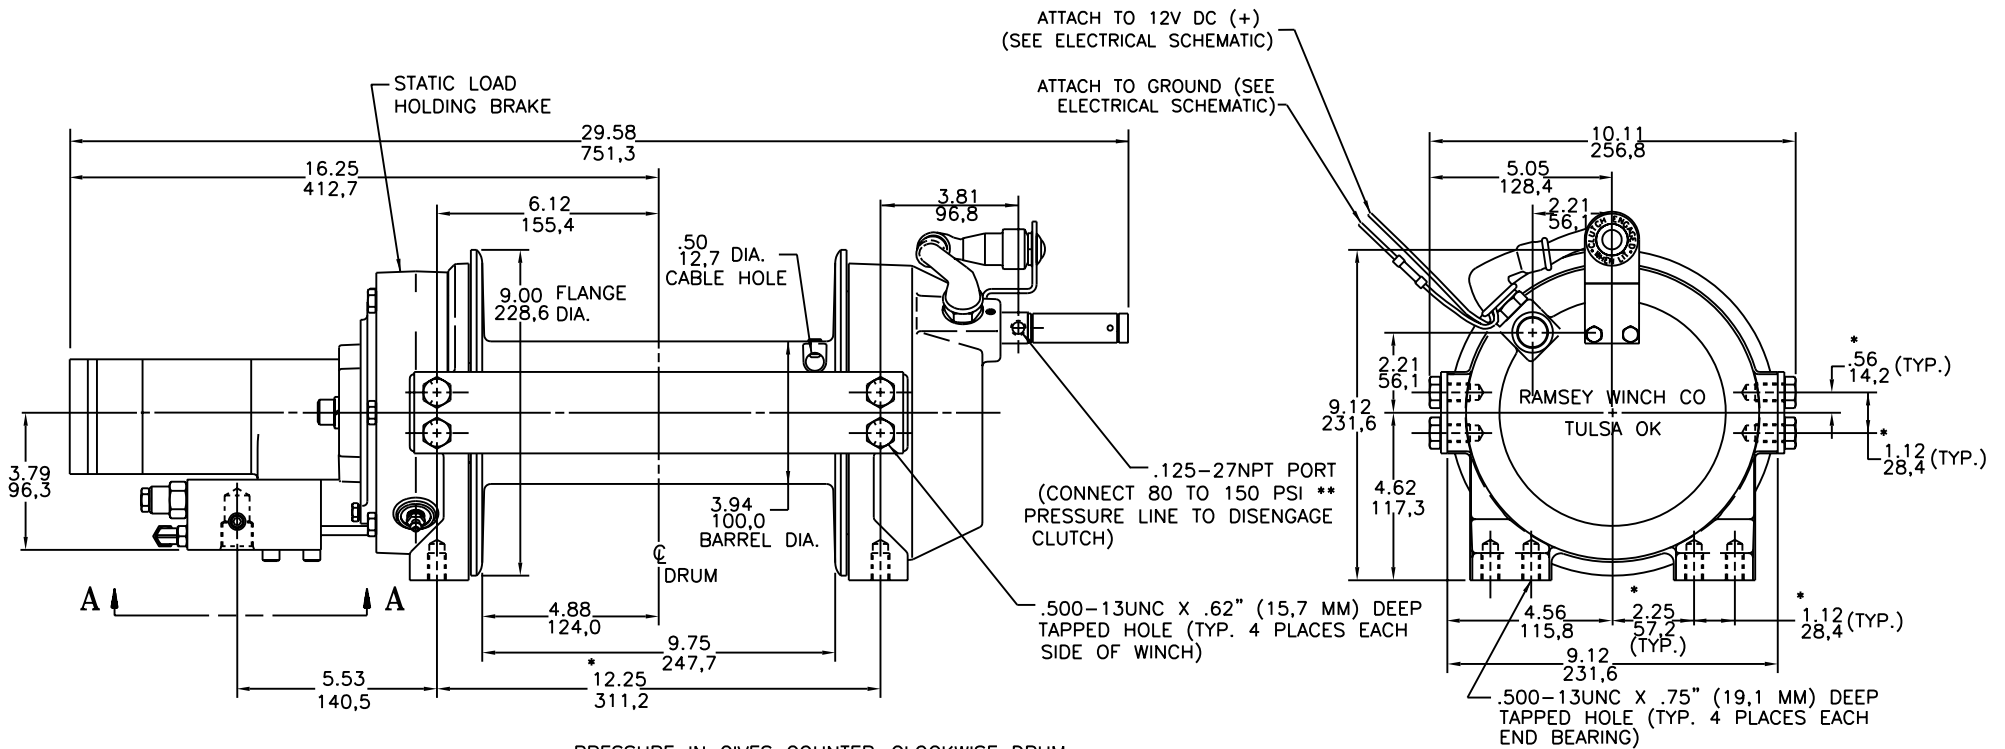 ATTACH TO 12V DC (+)
(SEE ELECTRICAL SCHEMATIC)
ATTACH TO GROUND (SEE
ELECTRICAL SCHEMATIC)
STATIC LOAD
HOLDING BRAKE
29.58
751,3
16.25
412,7
6.12
155,4
3.81
96,8
.50
12,7 DIA.
CABLE HOLE
9.00 FLANGE
228,6 DIA.
3.79
96,3
3.94
100,0
BARREL DIA.
℄
DRUM
A
A
4.88
124,0
9.75
247,7
*
12.25
311,2
5.53
140,5
.125-27NPT PORT
(CONNECT 80 TO 150 PSI **
PRESSURE LINE TO DISENGAGE
CLUTCH)
.500-13UNC X .62" (15,7 MM) DEEP
TAPPED HOLE (TYP. 4 PLACES EACH
SIDE OF WINCH)
10.11
256,8
5.05
128,4
2.21
56,1
CLUTCH ENGAGED
WHEN LIT
2.21
56,1
9.12
231,6
4.62
117,3
RAMSEY WINCH CO
TULSA OK
*
.56
14,2 (TYP.)
*
1.12
28,4 (TYP.)
4.56
115,8
*
2.25
57,2
(TYP.)
*
1.12
28,4 (TYP.)
9.12
231,6
.500-13UNC X .75" (19,1 MM) DEEP
TAPPED HOLE (TYP. 4 PLACES EACH
END BEARING)
PRESSURE IN GIVES COUNTER-CLOCKWISE DRUM